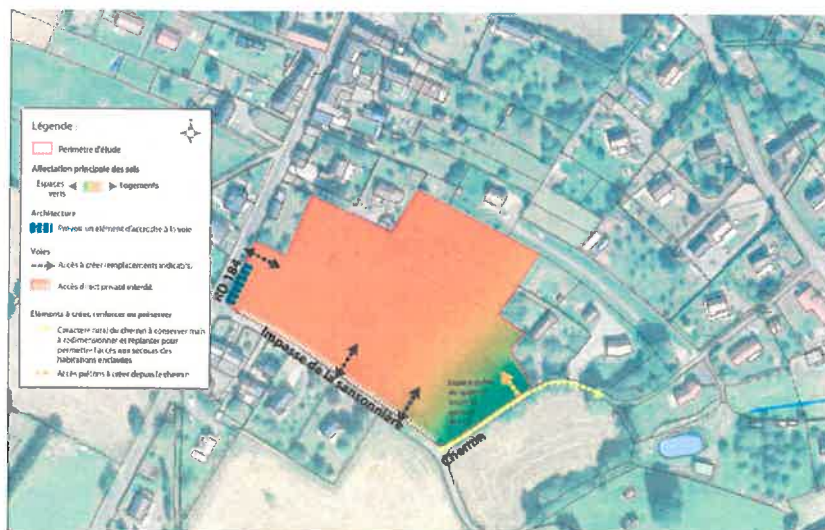 Légende :
Périmètre d'étude
Affectation principale des sols
Espaces verts
Logements
Architecture
Prévoir un élément d'accroche à la voie
Voies
Accès à créer (emplacements indicatifs)
Accès direct privatif interdit
Eléments à créer, renforcer ou préserver
Caractère rural du chemin à conserver mais
à redimensionner et replanter pour
permettre l'accès aux secours des
habitations enclavées
Accès piétons à créer depuis le chemin
RD 184
Impasse de la Sansonnière
Chemin